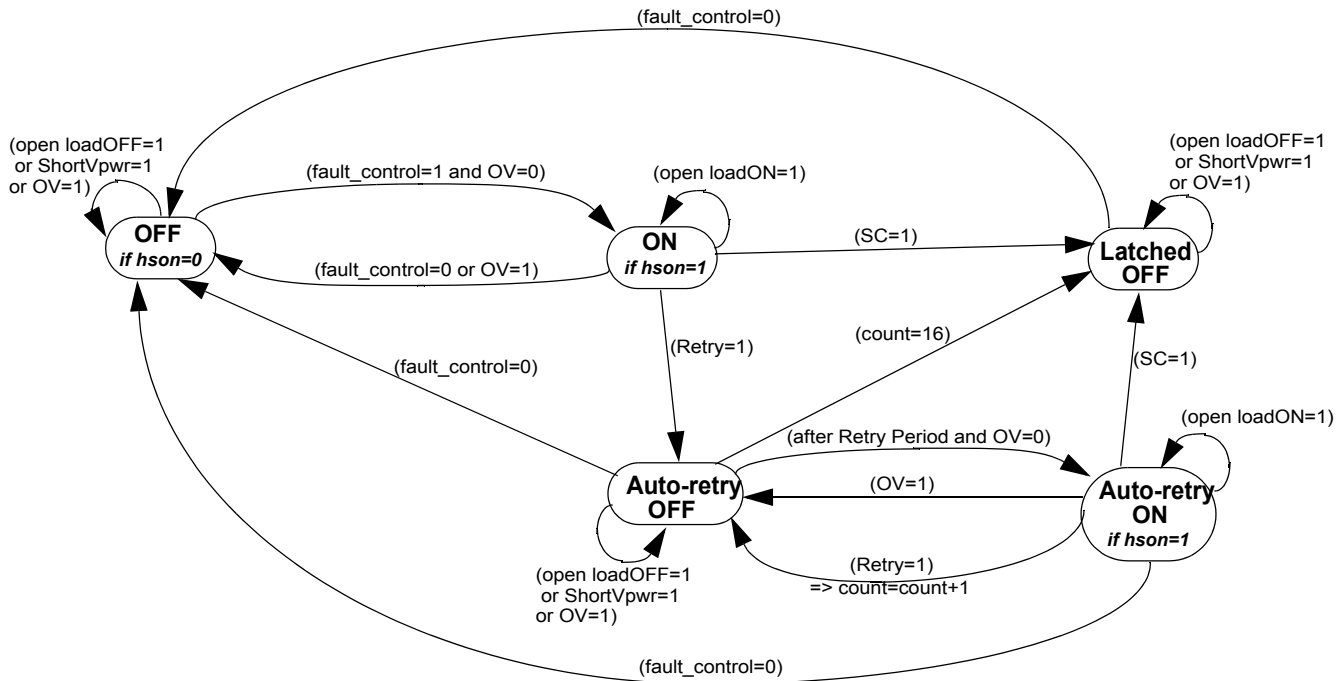 (fault_control=0)
(open loadOFF=1
or ShortVpwr=1
or OV=1)
(fault_control=1 and OV=0)
(open loadON=1)
(open loadOFF=1
or ShortVpwr=1
or OV=1)
OFF
if hson=0
ON
if hson=1
(SC=1)
Latched
OFF
(fault_control=0 or OV=1)
(count=16)
(Retry=1)
(fault_control=0)
(SC=1)
(open loadON=1)
(after Retry Period and OV=0)
Auto-retry
OFF
(OV=1)
Auto-retry
ON
if hson=1
(Retry=1)
=> count=count+1
(open loadOFF=1
or ShortVpwr=1
or OV=1)
(fault_control=0)